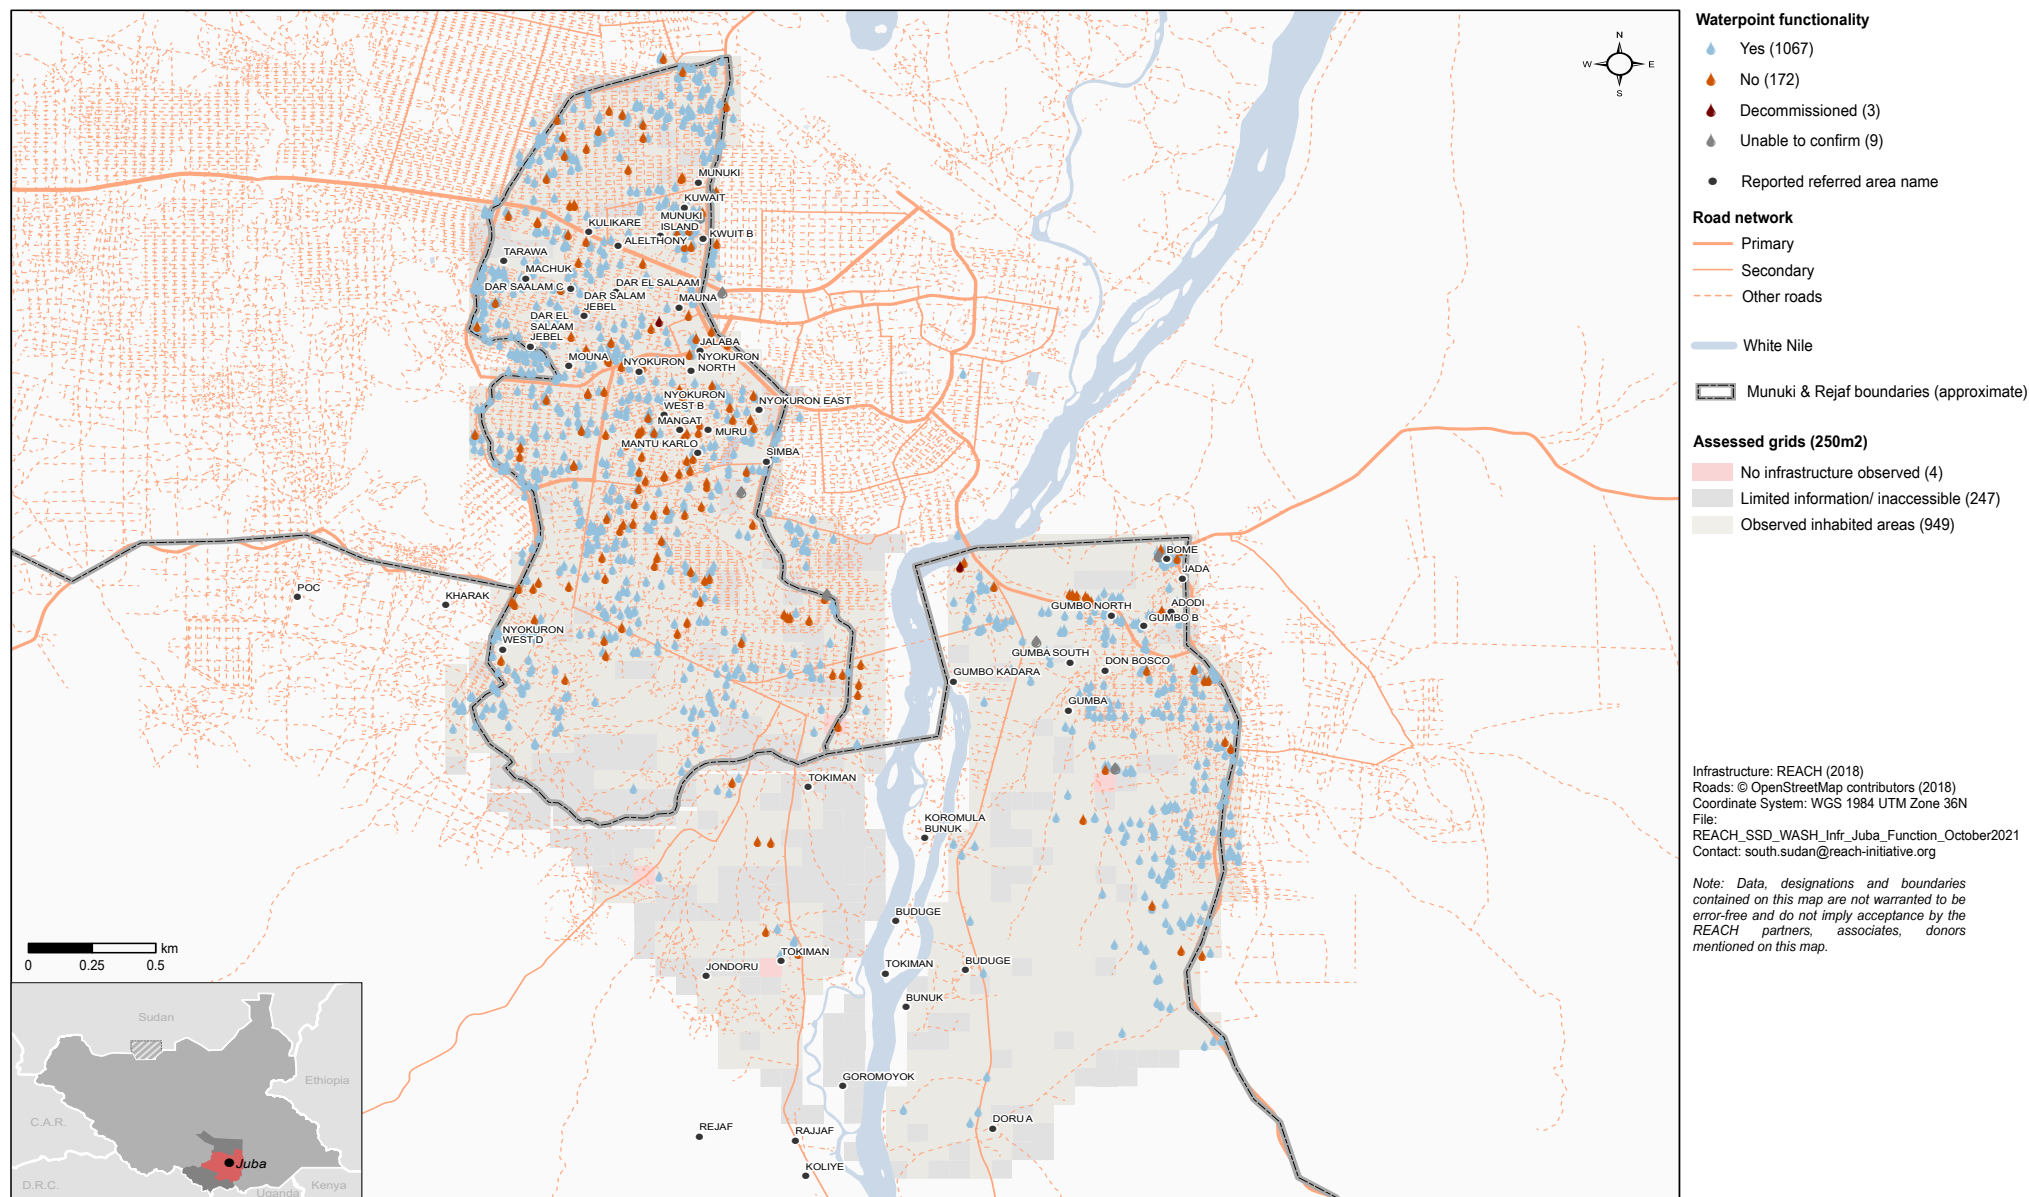 N
W
E
S
MUNUKI
KUWAIT
MUNUKI
ISLAND
KULIKARE
KWUIT B
ALELTHONY
TARAWA
MACHUK
DAR SAALAM C
DAR EL SALAAM
DAR SALAM
JEBEL
MAUNA
DAR EL
SALAAM
JEBEL
JALABA
MOUNA
NYOKURON
NYOKURON
NORTH
NYOKURON
WEST B
NYOKURON EAST
MANGAT
MURU
MANTU KARLO
SIMBA
POC
KHARAK
NYOKURON
WEST D
BOME
JADA
GUMBO NORTH
ADODI
GUMBO B
GUMBA SOUTH
DON BOSCO
GUMBO KADARA
GUMBA
TOKIMAN
KOROMULA
BUNUK
BUDUGE
TOKIMAN
JONDORU
TOKIMAN
BUDUGE
BUNUK
GOROMOYOK
REJAF
RAJJAF
DORU A
KOLIYE
km
0
0.25
0.5
Sudan
Ethiopia
C.A.R.
Juba
D.R.C.
Uganda
Kenya
Waterpoint functionality
Yes (1067)
No (172)
Decommissioned (3)
Unable to confirm (9)
Reported referred area name
Road network
Primary
Secondary
Other roads
White Nile
Munuki & Rejaf boundaries (approximate)
Assessed grids (250m2)
No infrastructure observed (4)
Limited information/ inaccessible (247)
Observed inhabited areas (949)
Infrastructure: REACH (2018)
Roads: © OpenStreetMap contributors (2018)
Coordinate System: WGS 1984 UTM Zone 36N
File:
REACH_SSD_WASH_Infr_Juba_Function_October2021
Contact: south.sudan@reach-initiative.org
Note: Data, designations and boundaries
contained on this map are not warranted to be
error-free and do not imply acceptance by the
REACH partners, associates, donors
mentioned on this map.